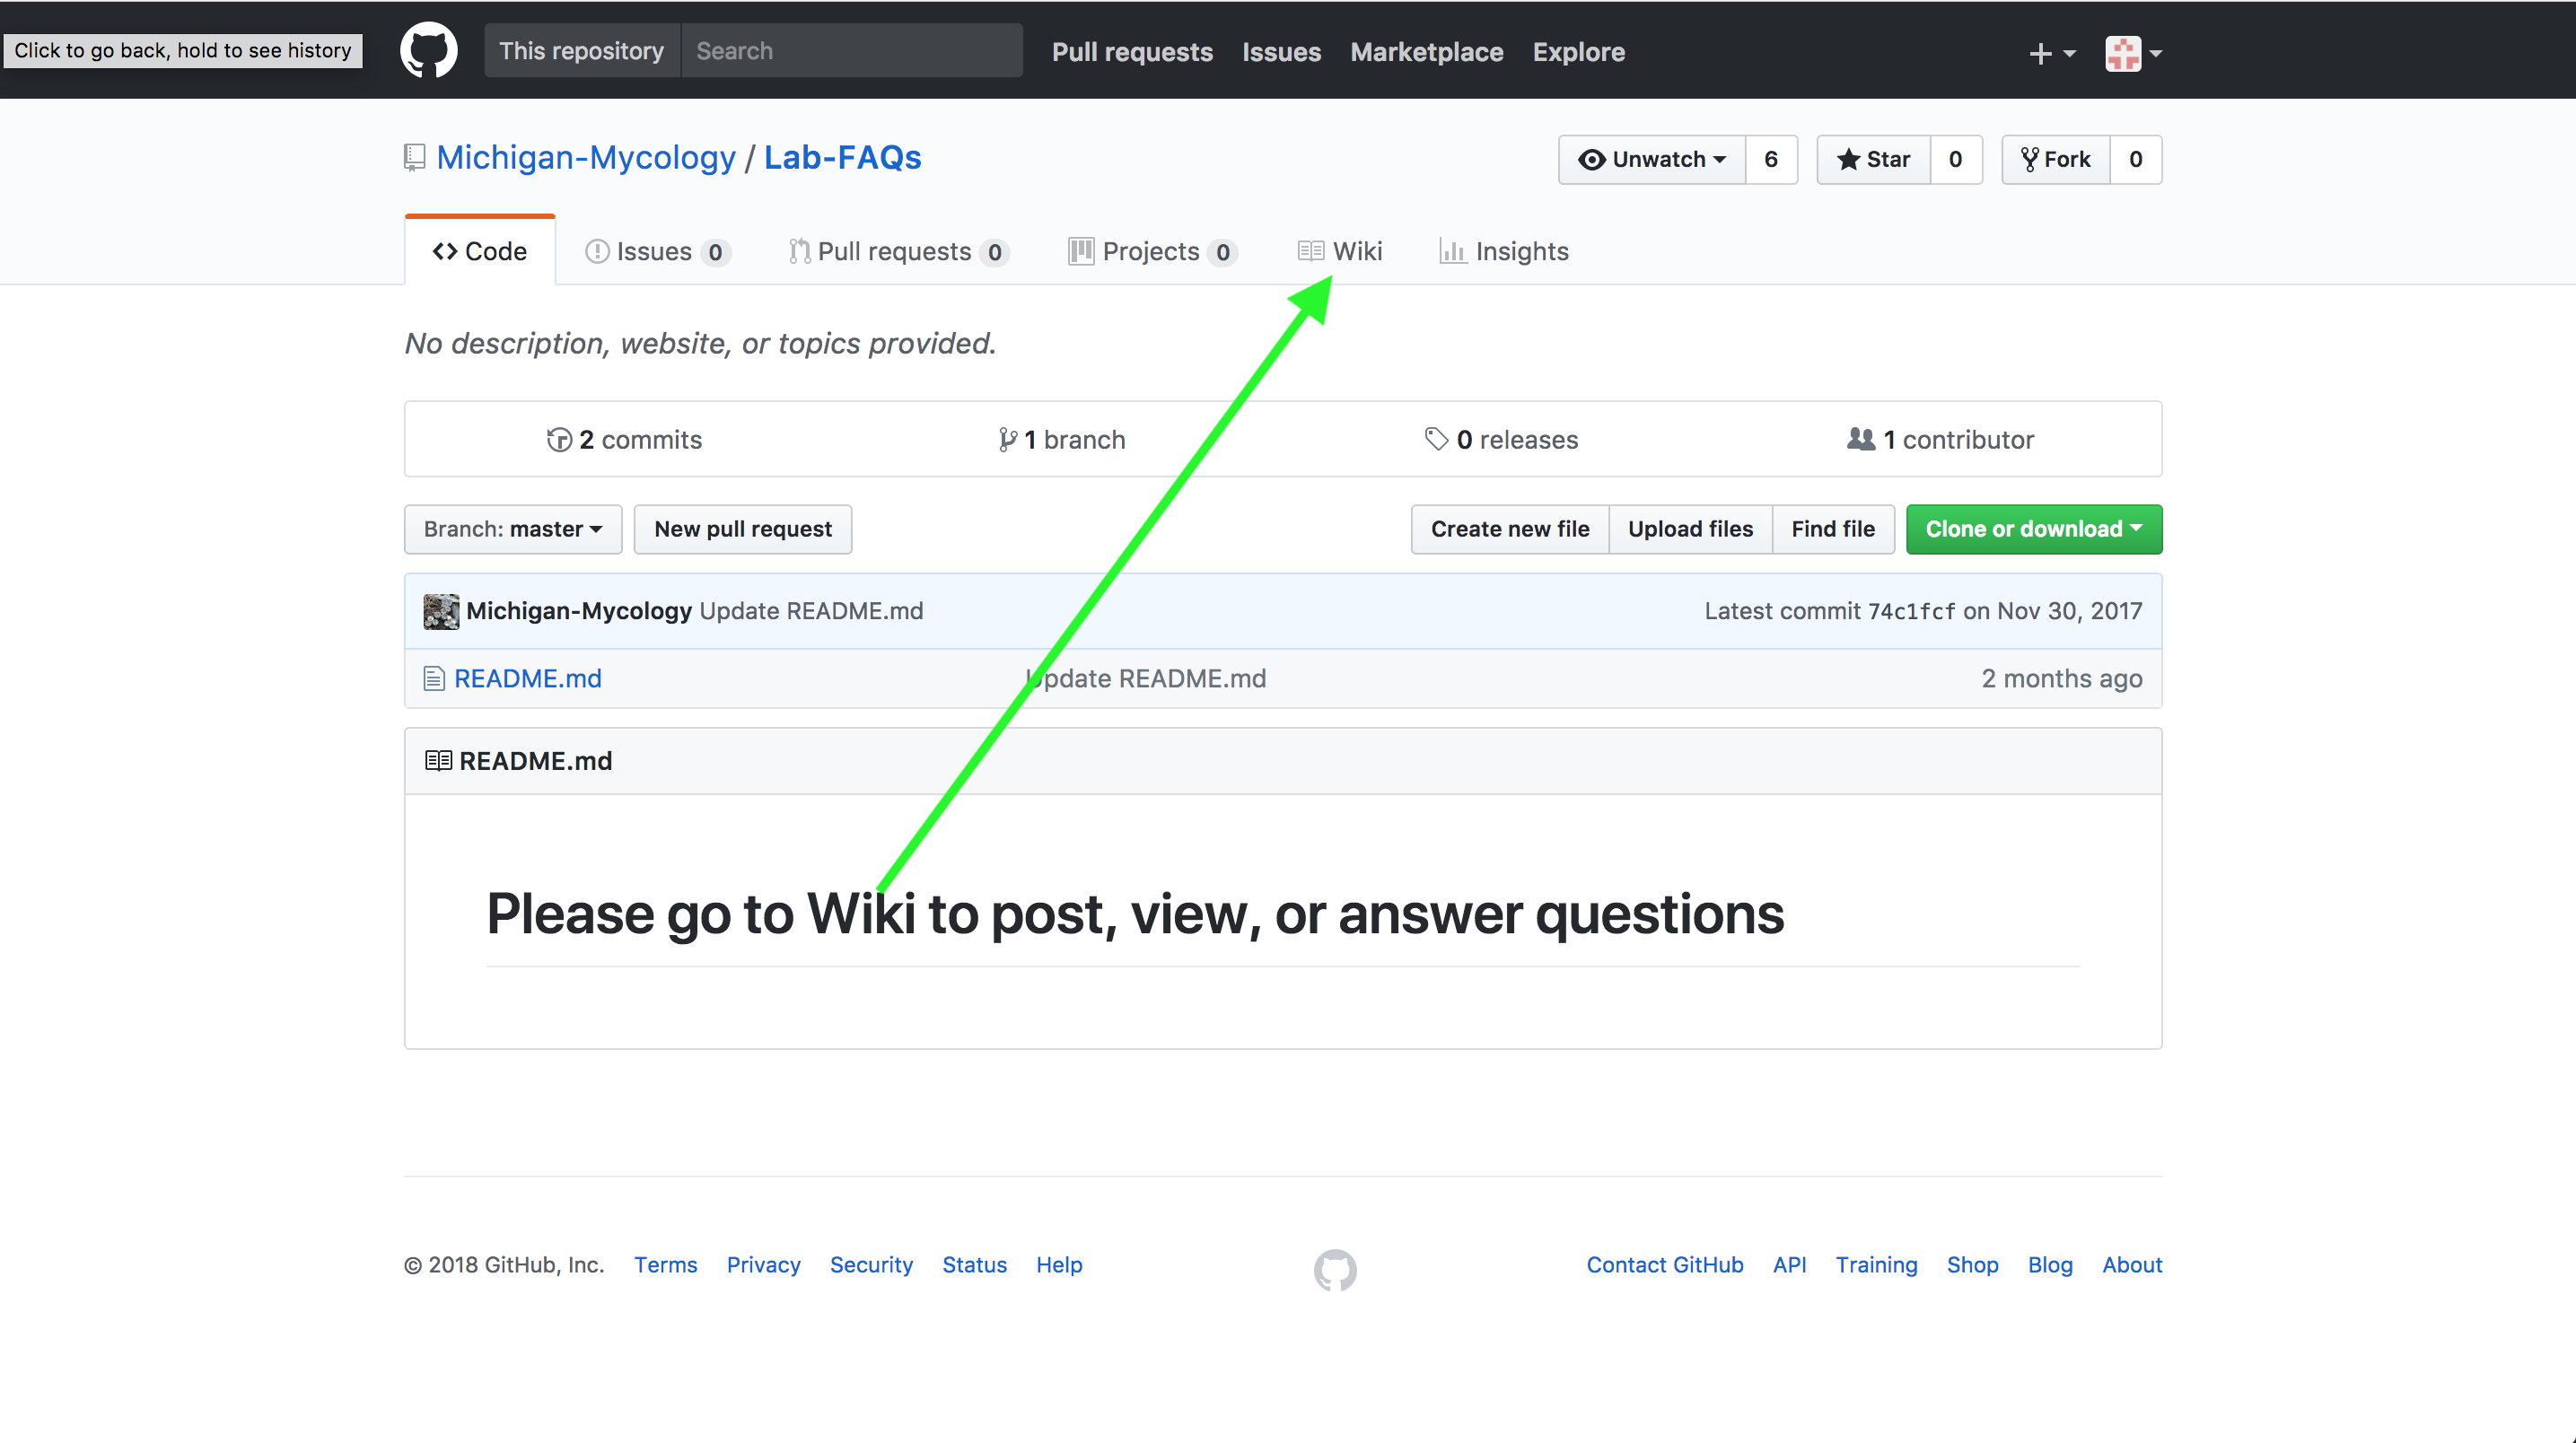 Click to go back, hold to see history
This repository Search Pull requests Issues Marketplace Explore
Michigan-Mycology / Lab-FAQs Unwatch 6 Star 0 Fork 0
Code Issues 0 Pull requests 0 Projects 0 Wiki Insights
No description, website, or topics provided.
2 commits 1 branch 0 releases 1 contributor
Branch: master New pull request Create new file Upload files Find file Clone or download
Michigan-Mycology Update README.md Latest commit 74c1fcf on Nov 30, 2017
README.md Update README.md 2 months ago
README.md
Please go to Wiki to post, view, or answer questions
© 2018 GitHub, Inc. Terms Privacy Security Status Help Contact GitHub API Training Shop Blog About